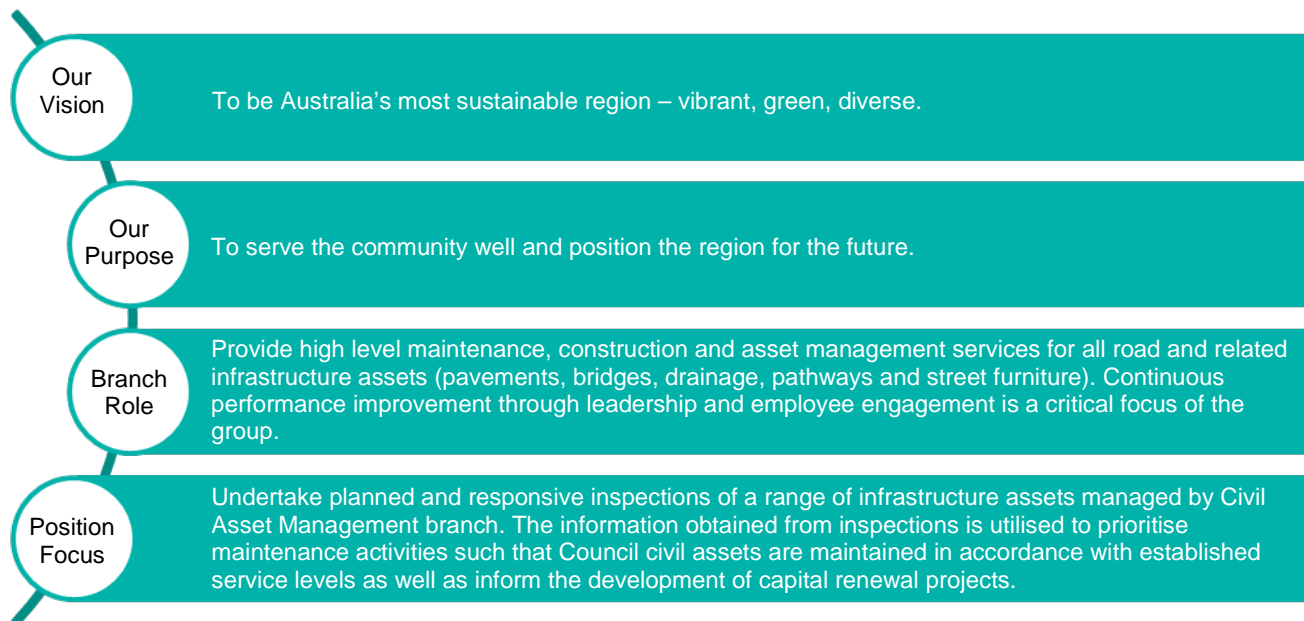 Our
Vision
To be Australia's most sustainable region – vibrant, green, diverse.
Our
Purpose
To serve the community well and position the region for the future.
Branch
Role
Provide high level maintenance, construction and asset management services for all road and related
infrastructure assets (pavements, bridges, drainage, pathways and street furniture). Continuous
performance improvement through leadership and employee engagement is a critical focus of the
group.
Position
Focus
Undertake planned and responsive inspections of a range of infrastructure assets managed by Civil
Asset Management branch. The information obtained from inspections is utilised to prioritise
maintenance activities such that Council civil assets are maintained in accordance with established
service levels as well as inform the development of capital renewal projects.